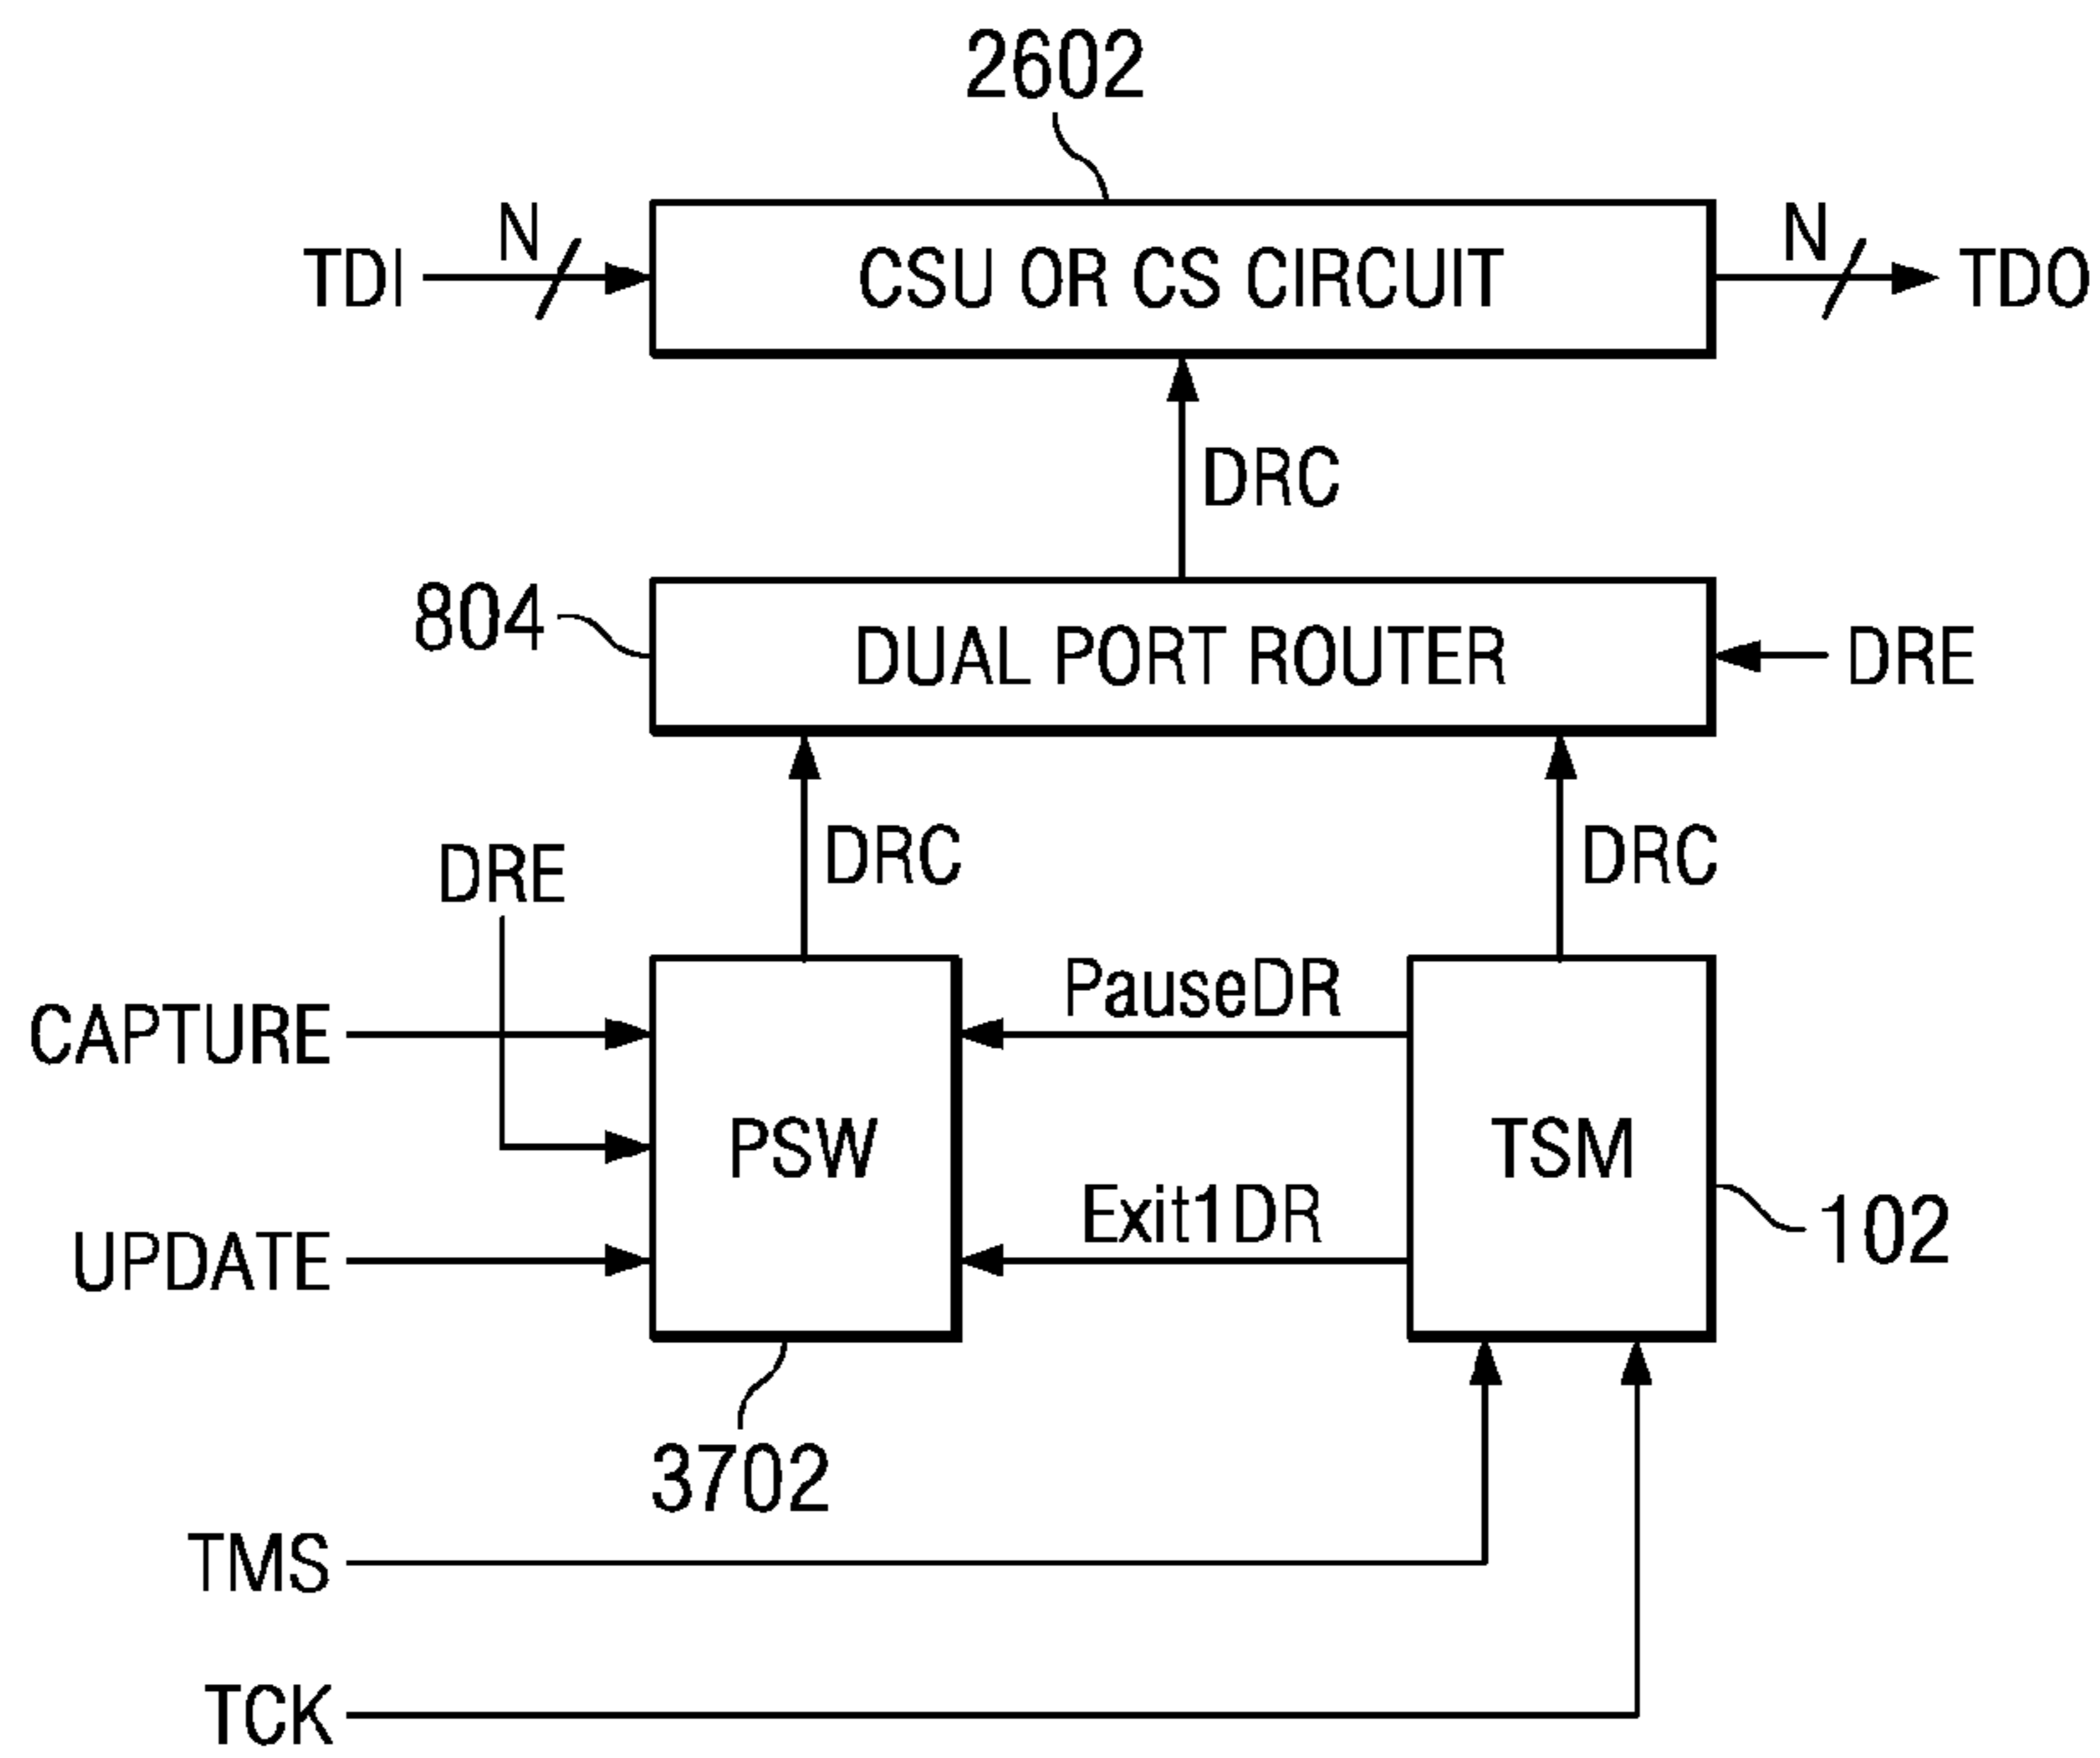 2602
TDI
N
CSU OR CS CIRCUIT
N
TDO
DRC
804
DUAL PORT ROUTER
DRE
DRC
DRC
DRE
CAPTURE
PauseDR
PSW
TSM
UPDATE
Exit1DR
102
3702
TMS
TCK